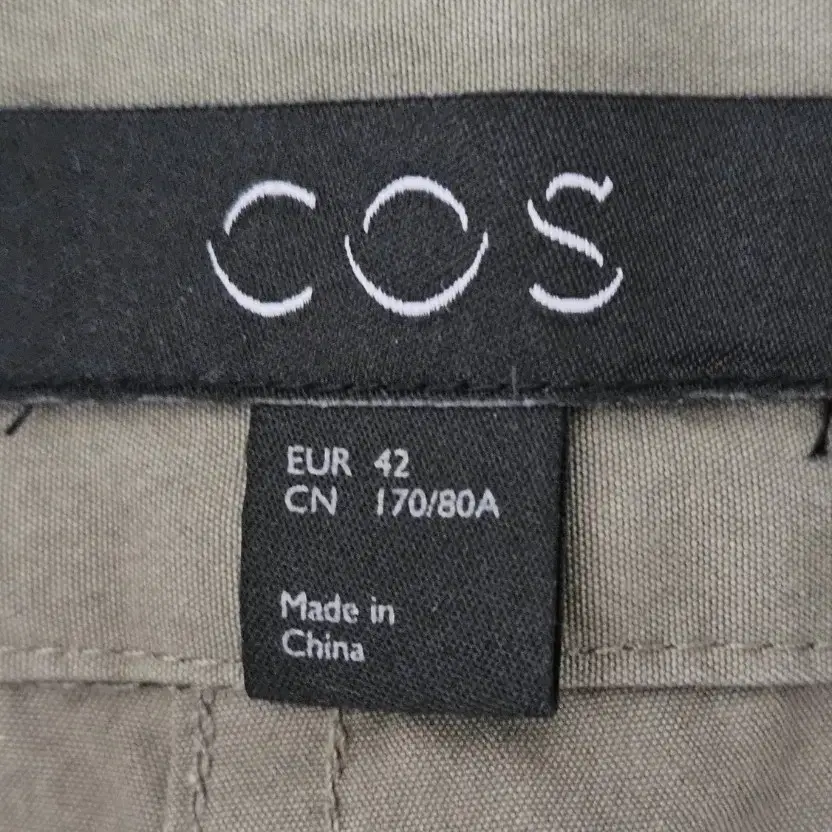 COS
EUR 42
CN 170/80A
Made in
China